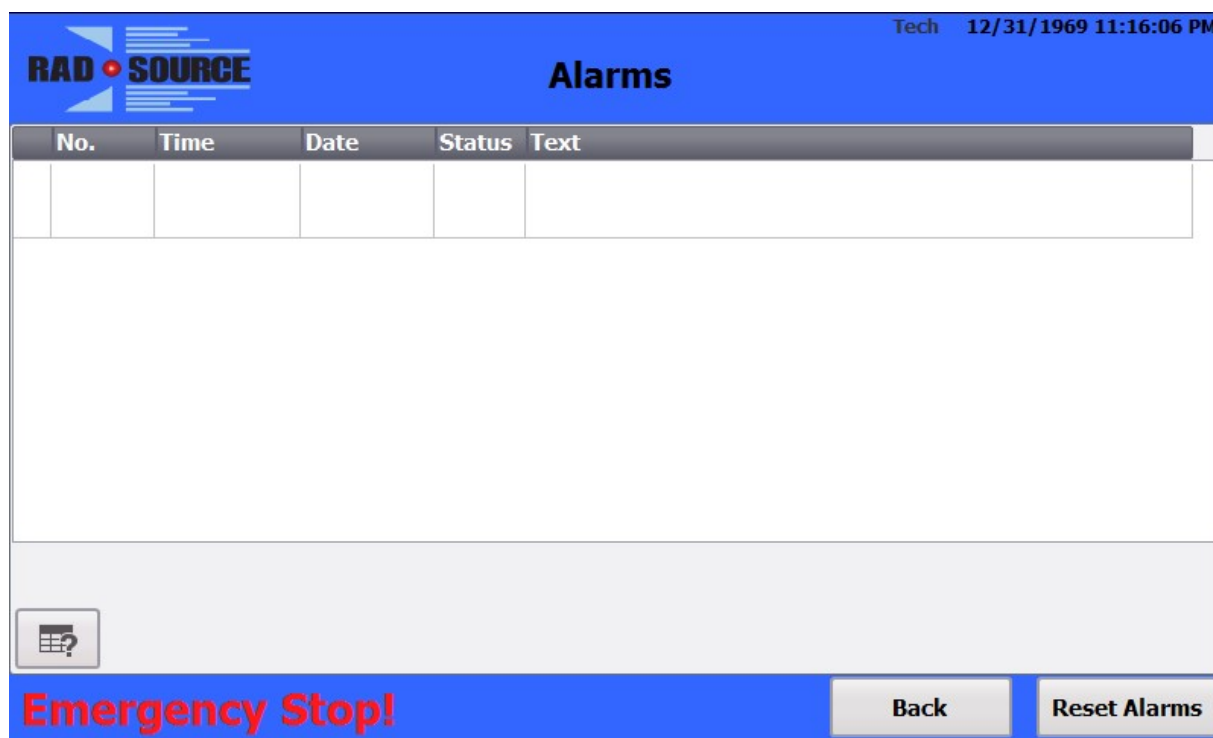 Tech 12/31/1969 11:16:06 PM
RAD SOURCE
Alarms
No. Time Date Status Text
?
Emergency Stop!
Back
Reset Alarms